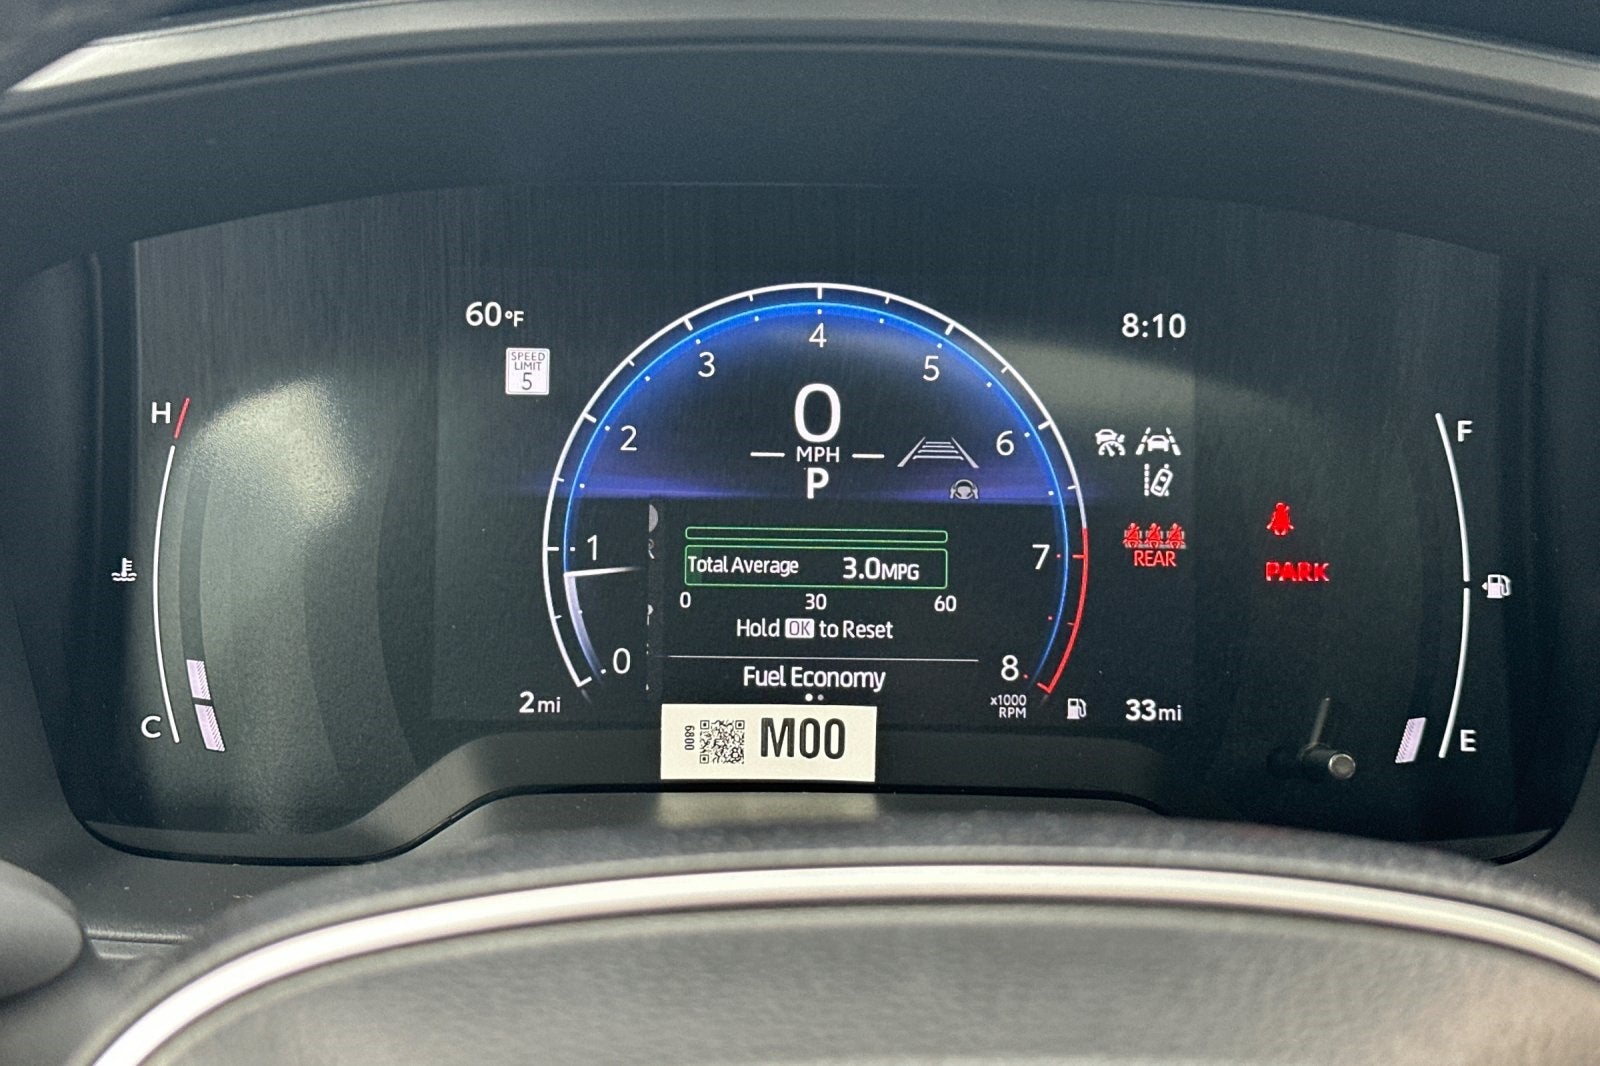 60°F
8:10
SPEED
LIMIT
5
H
C
F
E
0
1
2
3
4
5
6
7
8
0
MPH
P
REAR
PARK
Total Average 3.0MPG
0 30 60
Hold OK to Reset
Fuel Economy
2mi
x1000
RPM
33mi
6800
M00